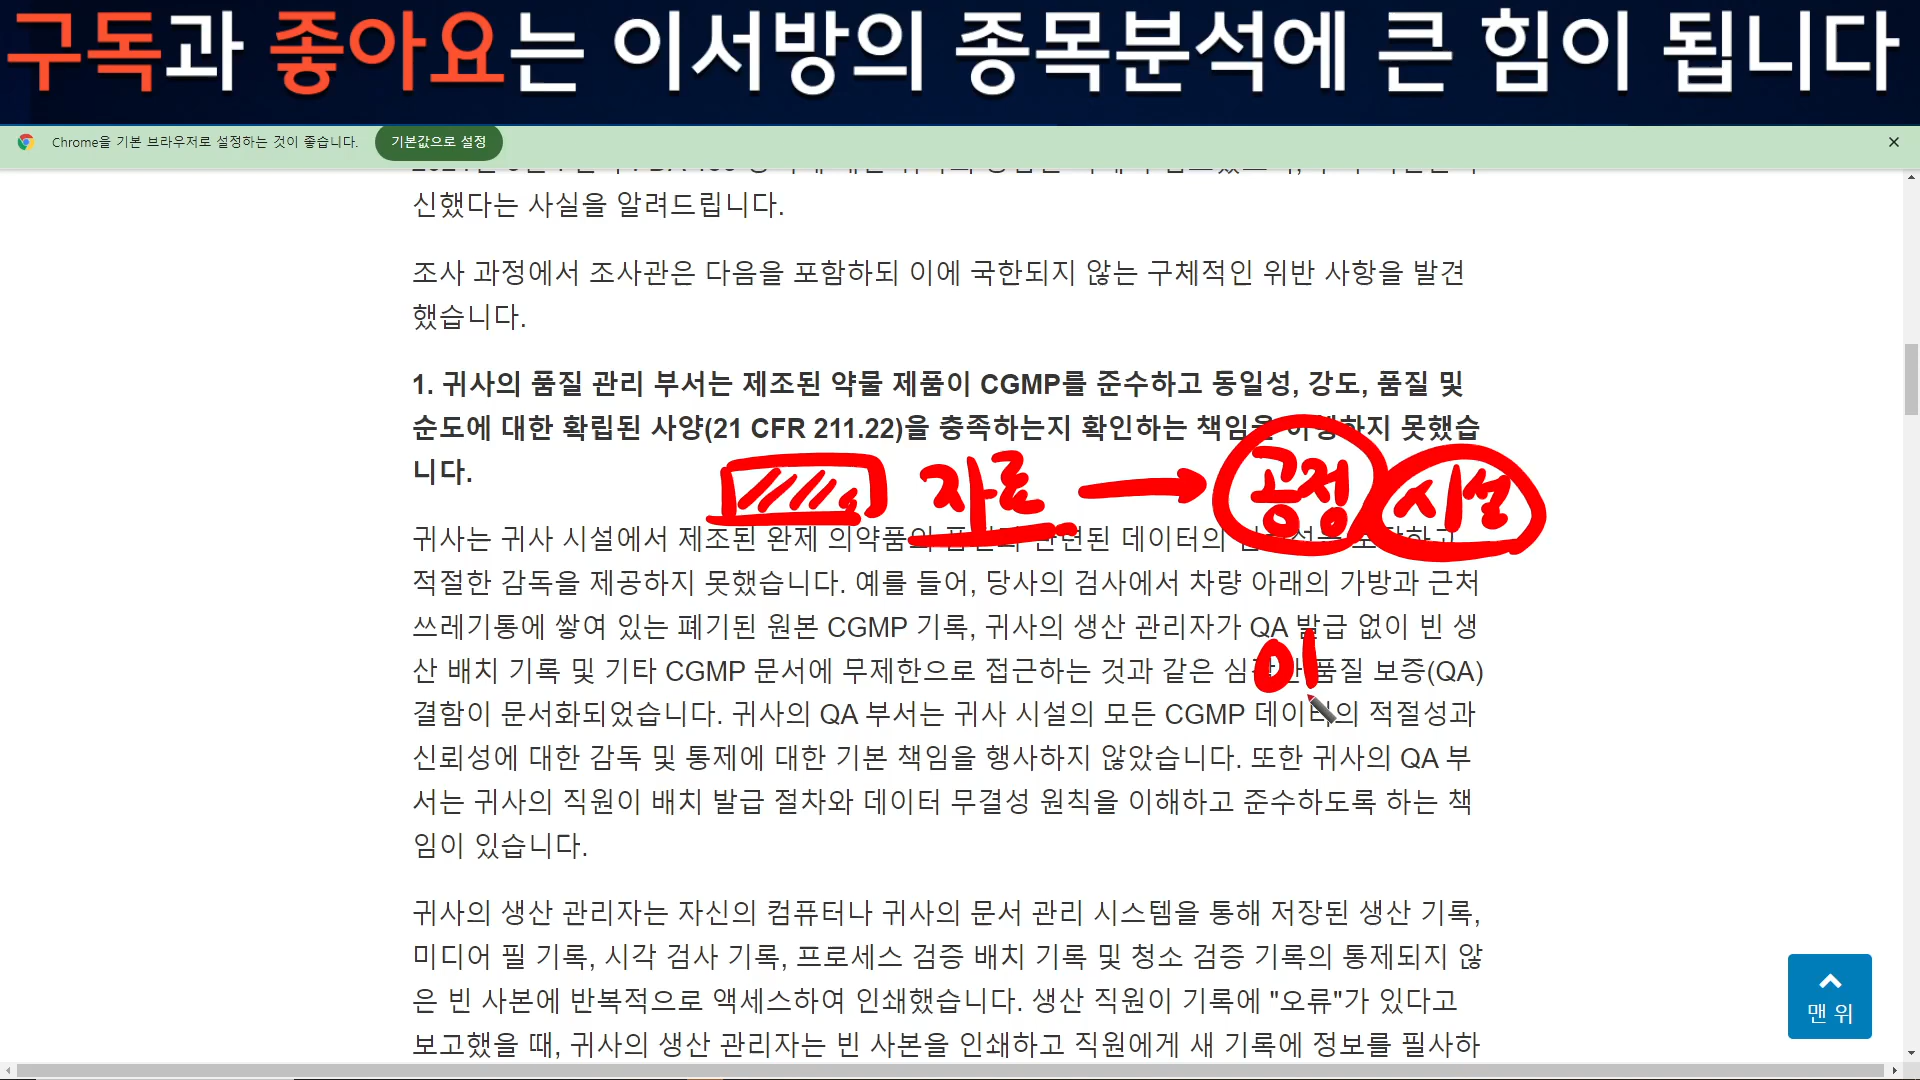 구독과 좋아요는 이서방의 종목분석에 큰 힘이 됩니다
Chrome을 기본 브라우저로 설정하는 것이 좋습니다. 기본값으로 설정
신했다는 사실을 알려드립니다.
조사 과정에서 조사관은 다음을 포함하되 이에 국한되지 않는 구체적인 위반 사항을 발견
했습니다.
1. 귀사의 품질 관리 부서는 제조된 약물 제품이 CGMP를 준수하고 동일성, 강도, 품질 및
순도에 대한 확립된 사양(21 CFR 211.22)을 충족하는지 확인하는 책임을 이행하지 못했습
니다.
자료 → 공정 시설
귀사는 귀사 시설에서 제조된 완제 의약품의 품질과 관련된 데이터의
적절한 감독을 제공하지 못했습니다. 예를 들어, 당사의 검사에서 차량 아래의 가방과 근처
쓰레기통에 쌓여 있는 폐기된 원본 CGMP 기록, 귀사의 생산 관리자가 QA 발급 없이 빈 생
이
산 배치 기록 및 기타 CGMP 문서에 무제한으로 접근하는 것과 같은 심각한 품질 보증(QA)
결함이 문서화되었습니다. 귀사의 QA 부서는 귀사 시설의 모든 CGMP 데이터의 적절성과
신뢰성에 대한 감독 및 통제에 대한 기본 책임을 행사하지 않았습니다. 또한 귀사의 QA 부
서는 귀사의 직원이 배치 발급 절차와 데이터 무결성 원칙을 이해하고 준수하도록 하는 책
임이 있습니다.
귀사의 생산 관리자는 자신의 컴퓨터나 귀사의 문서 관리 시스템을 통해 저장된 생산 기록,
미디어 필 기록, 시각 검사 기록, 프로세스 검증 배치 기록 및 청소 검증 기록의 통제되지 않
은 빈 사본에 반복적으로 액세스하여 인쇄했습니다. 생산 직원이 기록에 "오류"가 있다고
보고했을 때, 귀사의 생산 관리자는 빈 사본을 인쇄하고 직원에게 새 기록에 정보를 필사하
맨 위